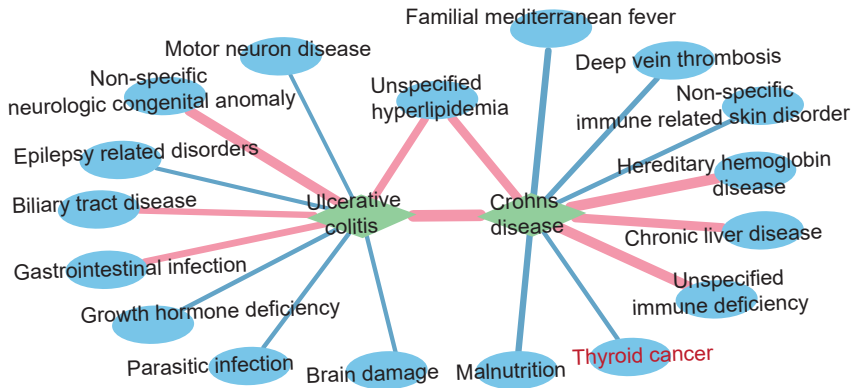 Familial mediterranean fever
Motor neuron disease
Deep vein thrombosis
Non-specific
neurologic congenital anomaly
Unspecified
hyperlipidemia
Non-specific
immune related skin disorder
Epilepsy related disorders
Hereditary hemoglobin
disease
Biliary tract disease
Ulcerative
colitis
Crohns
disease
Chronic liver disease
Gastrointestinal infection
Unspecified
immune deficiency
Growth hormone deficiency
Parasitic infection
Brain damage
Malnutrition
Thyroid cancer